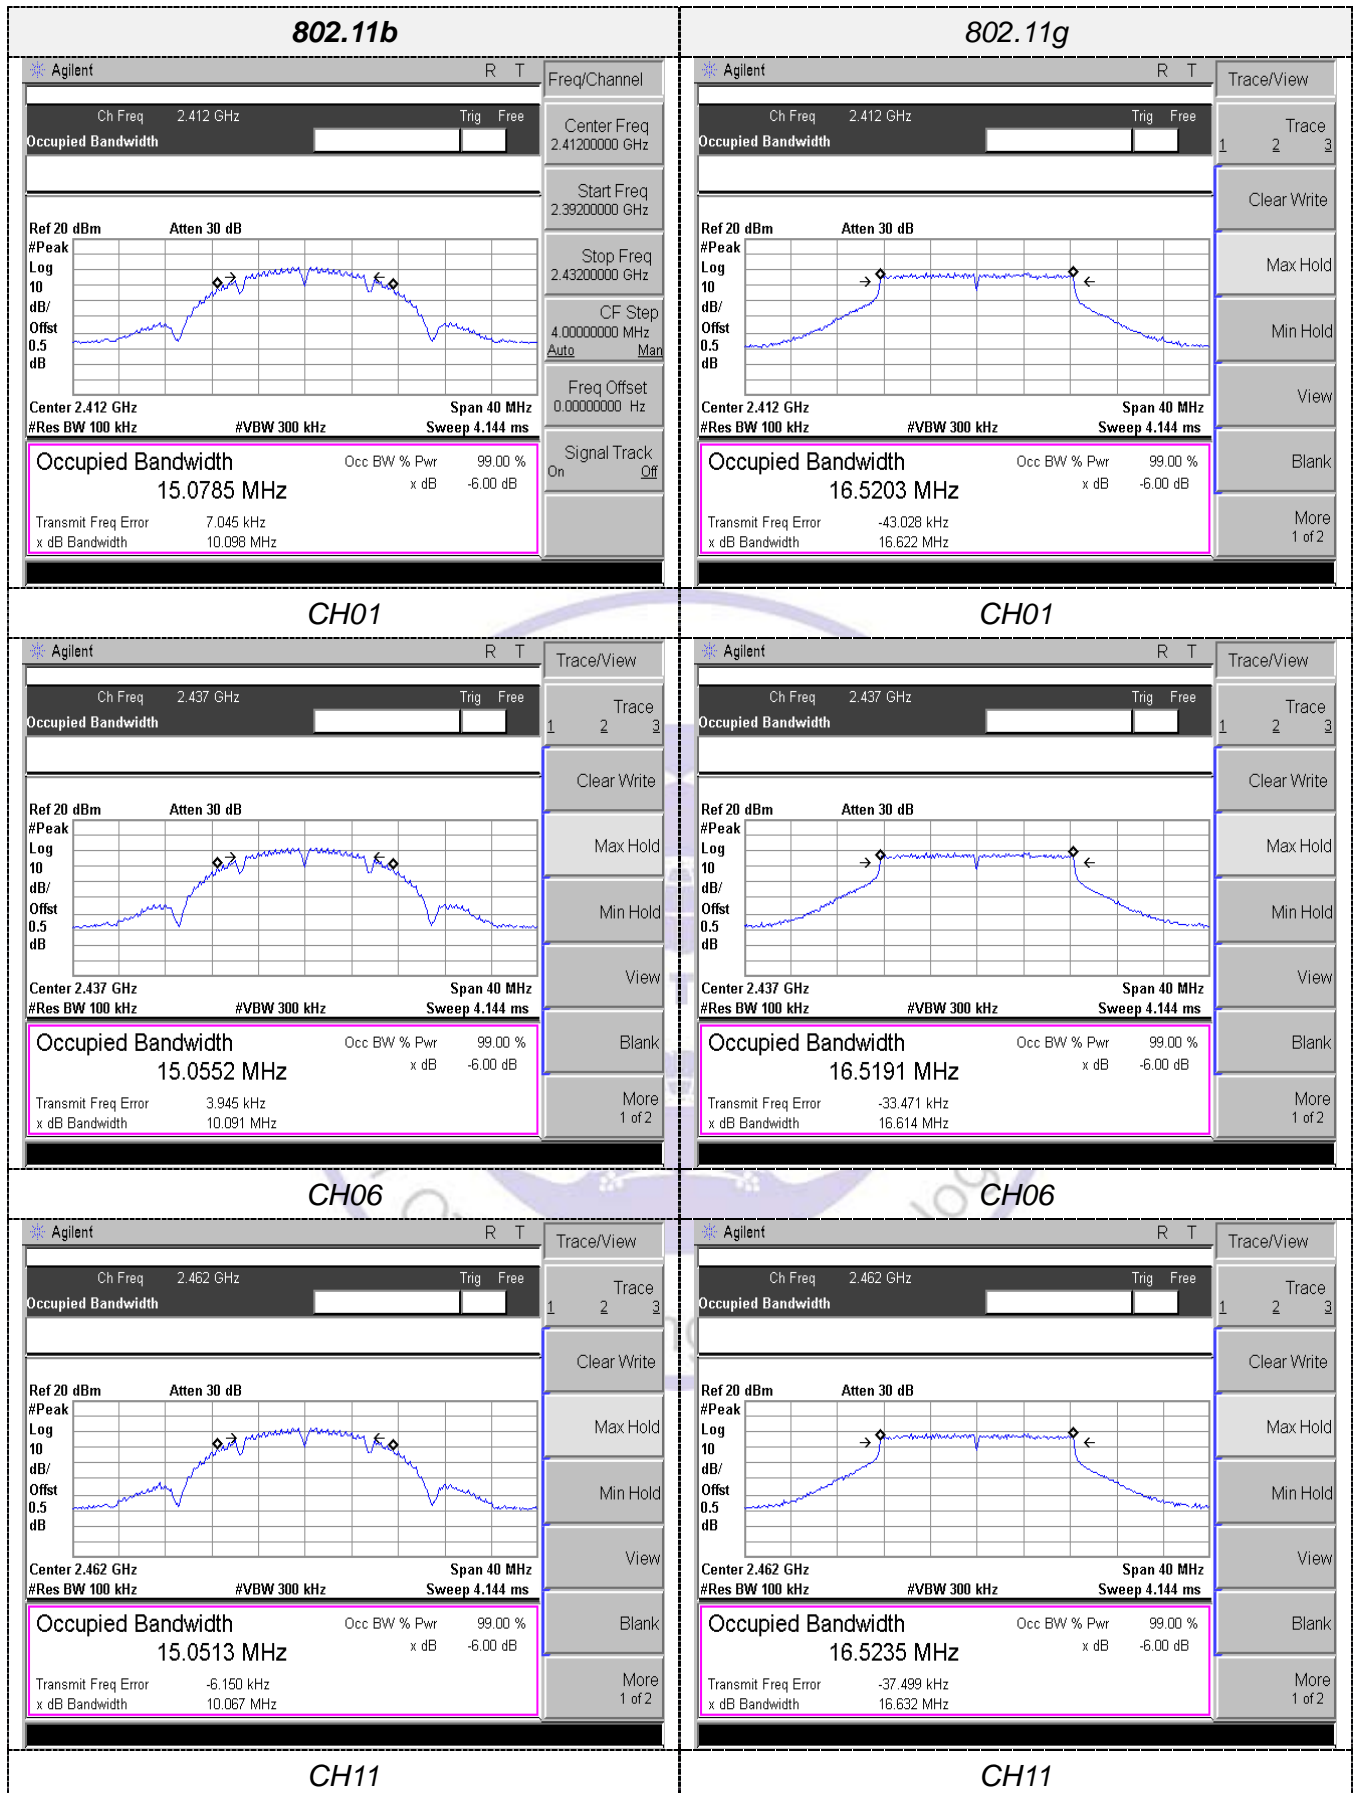 802.11b
802.11g
Agilent R T
Freq/Channel
Ch Freq 2.412 GHz Trig Free
Occupied Bandwidth
Center Freq
2.41200000 GHz
Start Freq
2.39200000 GHz
Ref 20 dBm Atten 30 dB
#Peak
Log
10
dB/
Offst
0.5
dB
Stop Freq
2.43200000 GHz
CF Step
4.00000000 MHz
Auto Man
Freq Offset
0.00000000 Hz
Center 2.412 GHz Span 40 MHz
#Res BW 100 kHz #VBW 300 kHz Sweep 4.144 ms
Signal Track
On Off
Occupied Bandwidth Occ BW % Pwr 99.00 %
15.0785 MHz x dB -6.00 dB
Transmit Freq Error 7.045 kHz
x dB Bandwidth 10.098 MHz
Agilent R T
Trace/View
Ch Freq 2.412 GHz Trig Free
Occupied Bandwidth
Trace
1 2 3
Clear Write
Ref 20 dBm Atten 30 dB
#Peak
Log
10
dB/
Offst
0.5
dB
Max Hold
Min Hold
View
Center 2.412 GHz Span 40 MHz
#Res BW 100 kHz #VBW 300 kHz Sweep 4.144 ms
Blank
Occupied Bandwidth Occ BW % Pwr 99.00 %
16.5203 MHz x dB -6.00 dB
Transmit Freq Error -43.028 kHz
x dB Bandwidth 16.622 MHz
More
1 of 2
CH01
CH01
Agilent R T
Trace/View
Ch Freq 2.437 GHz Trig Free
Occupied Bandwidth
Trace
1 2 3
Clear Write
Ref 20 dBm Atten 30 dB
#Peak
Log
10
dB/
Offst
0.5
dB
Max Hold
Min Hold
View
Center 2.437 GHz Span 40 MHz
#Res BW 100 kHz #VBW 300 kHz Sweep 4.144 ms
Blank
Occupied Bandwidth Occ BW % Pwr 99.00 %
15.0552 MHz x dB -6.00 dB
Transmit Freq Error 3.945 kHz
x dB Bandwidth 10.091 MHz
More
1 of 2
Agilent R T
Trace/View
Ch Freq 2.437 GHz Trig Free
Occupied Bandwidth
Trace
1 2 3
Clear Write
Ref 20 dBm Atten 30 dB
#Peak
Log
10
dB/
Offst
0.5
dB
Max Hold
Min Hold
View
Center 2.437 GHz Span 40 MHz
#Res BW 100 kHz #VBW 300 kHz Sweep 4.144 ms
Blank
Occupied Bandwidth Occ BW % Pwr 99.00 %
16.5191 MHz x dB -6.00 dB
Transmit Freq Error -33.471 kHz
x dB Bandwidth 16.614 MHz
More
1 of 2
CH06
CH06
Agilent R T
Trace/View
Ch Freq 2.462 GHz Trig Free
Occupied Bandwidth
Trace
1 2 3
Clear Write
Ref 20 dBm Atten 30 dB
#Peak
Log
10
dB/
Offst
0.5
dB
Max Hold
Min Hold
View
Center 2.462 GHz Span 40 MHz
#Res BW 100 kHz #VBW 300 kHz Sweep 4.144 ms
Blank
Occupied Bandwidth Occ BW % Pwr 99.00 %
15.0513 MHz x dB -6.00 dB
Transmit Freq Error -6.150 kHz
x dB Bandwidth 10.067 MHz
More
1 of 2
Agilent R T
Trace/View
Ch Freq 2.462 GHz Trig Free
Occupied Bandwidth
Trace
1 2 3
Clear Write
Ref 20 dBm Atten 30 dB
#Peak
Log
10
dB/
Offst
0.5
dB
Max Hold
Min Hold
View
Center 2.462 GHz Span 40 MHz
#Res BW 100 kHz #VBW 300 kHz Sweep 4.144 ms
Blank
Occupied Bandwidth Occ BW % Pwr 99.00 %
16.5235 MHz x dB -6.00 dB
Transmit Freq Error -37.499 kHz
x dB Bandwidth 16.632 MHz
More
1 of 2
CH11
CH11